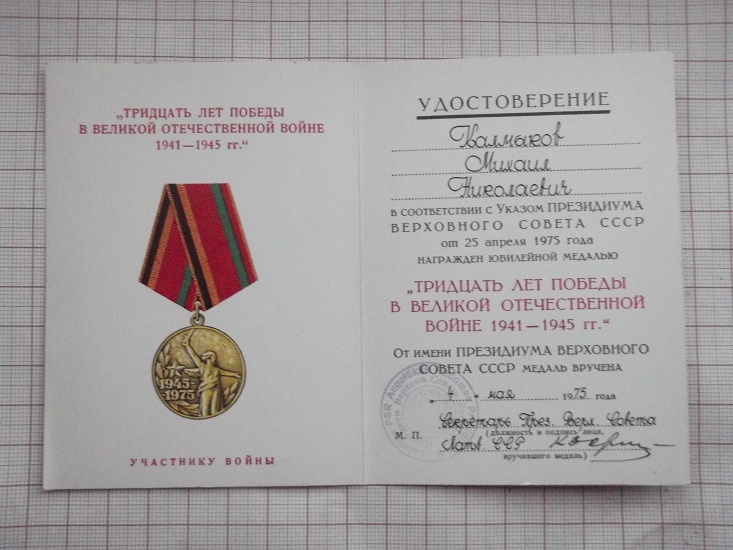 „ТРИДЦАТЬ ЛЕТ ПОБЕДЫ
В ВЕЛИКОЙ ОТЕЧЕСТВЕННОЙ ВОЙНЕ
1941—1945 гг.“
1945-
1975
УЧАСТНИКУ ВОЙНЫ
УДОСТОВЕРЕНИЕ
Калмыков
Михаил
Николаевич
В СООТВЕТСТВИИ С УКАЗОМ ПРЕЗИДИУМА
ВЕРХОВНОГО СОВЕТА СССР
от 25 апреля 1975 года
НАГРАЖДЕН ЮБИЛЕЙНОЙ МЕДАЛЬЮ
„ТРИДЦАТЬ ЛЕТ ПОБЕДЫ
В ВЕЛИКОЙ ОТЕЧЕСТВЕННОЙ
ВОЙНЕ 1941—1945 гг.“
От имени ПРЕЗИДИУМА ВЕРХОВНОГО
СОВЕТА СССР МЕДАЛЬ ВРУЧЕНА
„4 - мая 1975 года
Секретарь През. Верх. Совета
М. П. (должность и подпись лица,
Латв ССР
вручившего медаль)